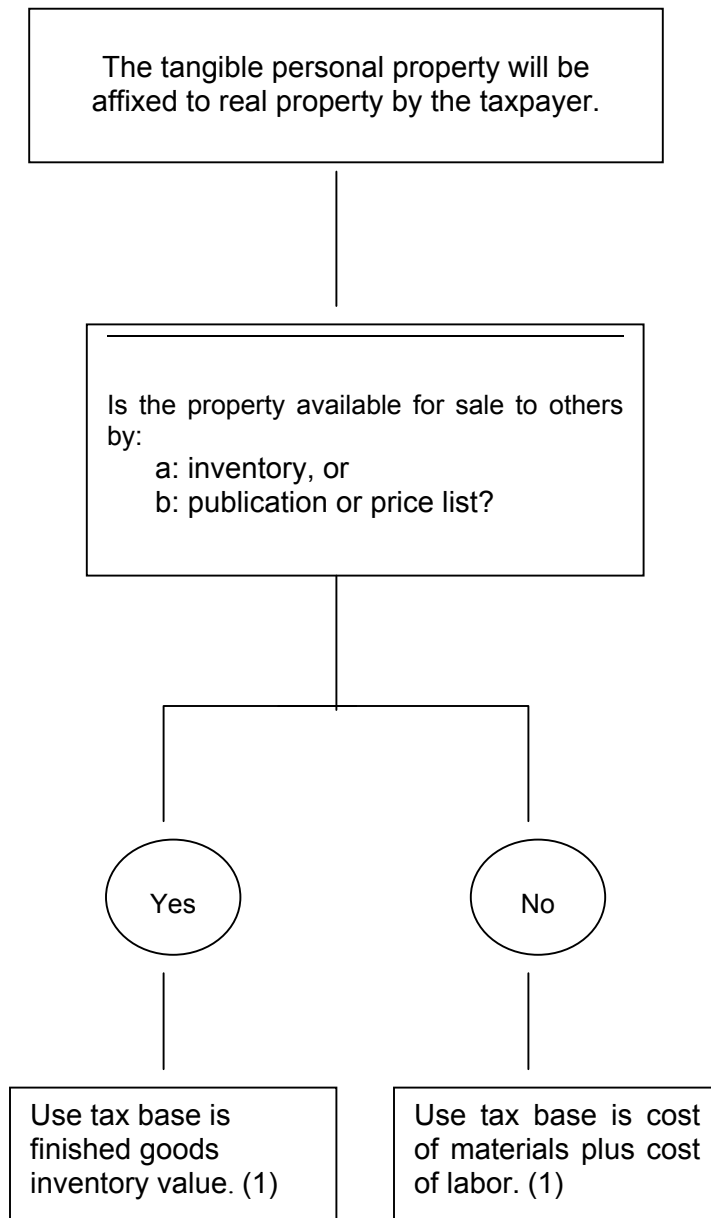 The tangible personal property will be
affixed to real property by the taxpayer.
Is the property available for sale to others
by:
a: inventory, or
b: publication or price list?
Yes
No
Use tax base is
finished goods
inventory value. (1)
Use tax base is cost
of materials plus cost
of labor. (1)